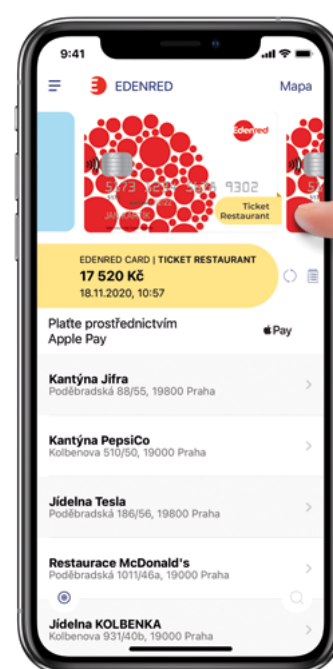 9:41
EDENRED
Mapa
Edenred
9302
Ticket
Restaurant
EDENRED CARD | TICKET RESTAURANT
17 520 Kč
18.11.2020, 10:57
Plaťte prostřednictvím
Apple Pay
Pay
Kantýna Jifra
Poděbradská 88/55, 19800 Praha
Kantýna PepsiCo
Kolbenova 510/50, 19000 Praha
Jídelna Tesla
Poděbradská 186/56, 19800 Praha
Restaurace McDonald's
Poděbradská 1011/46a, 19000 Praha
Jídelna KOLBENKA
Kolbenova 931/40b, 19000 Praha